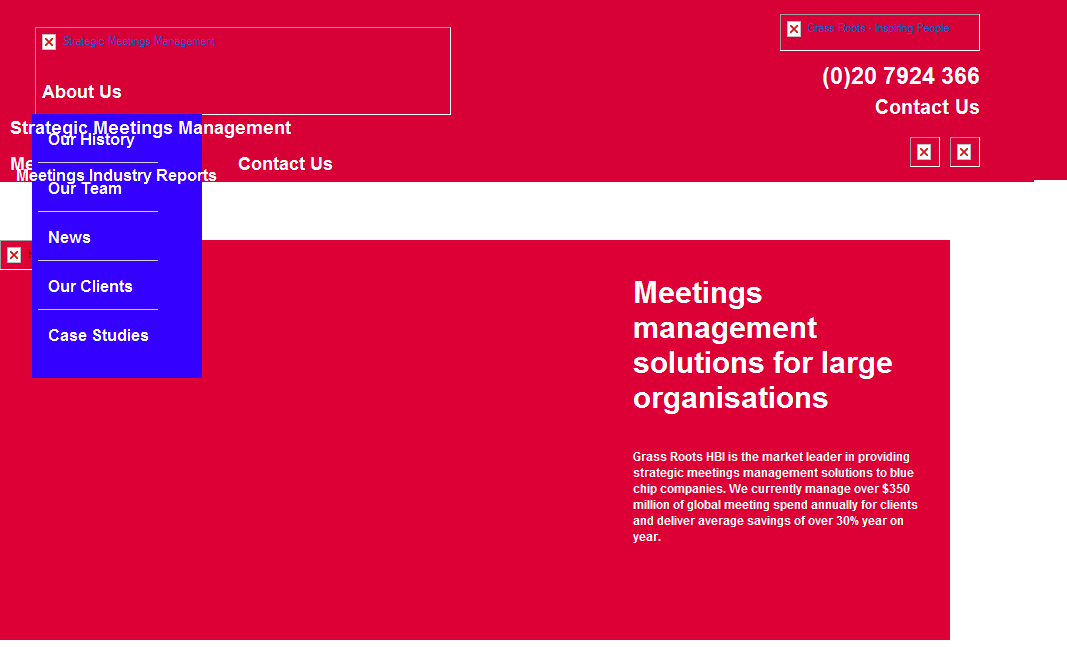 Strategic Meetings Management
Grass Roots - Inspiring People
(0)20 7924 366
Contact Us
About Us
Strategic Meetings Management
Our History
Contact Us
Meetings Industry Reports
Our Team
News
Our Clients
Case Studies
Meetings
management
solutions for large
organisations
Grass Roots HBI is the market leader in providing
strategic meetings management solutions to blue
chip companies. We currently manage over $350
million of global meeting spend annually for clients
and deliver average savings of over 30% year on
year.